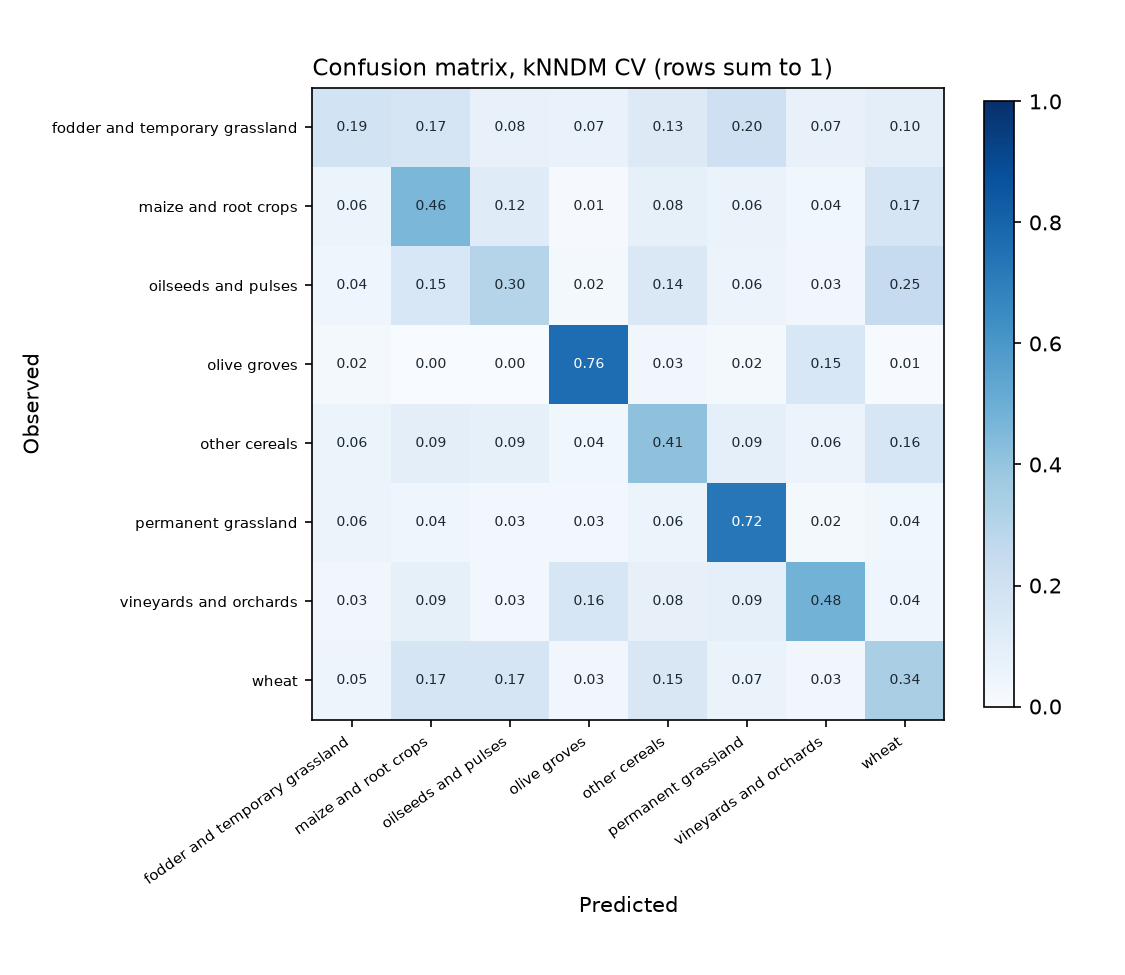 Confusion matrix, kNNDM CV (rows sum to 1)
fodder and temporary grassland 0.19 0.17 0.08 0.07 0.13 0.20 0.07 0.10
maize and root crops 0.06 0.46 0.12 0.01 0.08 0.06 0.04 0.17
oilseeds and pulses 0.04 0.15 0.30 0.02 0.14 0.06 0.03 0.25
olive groves 0.02 0.00 0.00 0.76 0.03 0.02 0.15 0.01
other cereals 0.06 0.09 0.09 0.04 0.41 0.09 0.06 0.16
permanent grassland 0.06 0.04 0.03 0.03 0.06 0.72 0.02 0.04
vineyards and orchards 0.03 0.09 0.03 0.16 0.08 0.09 0.48 0.04
wheat 0.05 0.17 0.17 0.03 0.15 0.07 0.03 0.34
Observed
fodder and temporary grassland
maize and root crops
oilseeds and pulses
olive groves
other cereals
permanent grassland
vineyards and orchards
wheat
Predicted
1.0
0.8
0.6
0.4
0.2
0.0